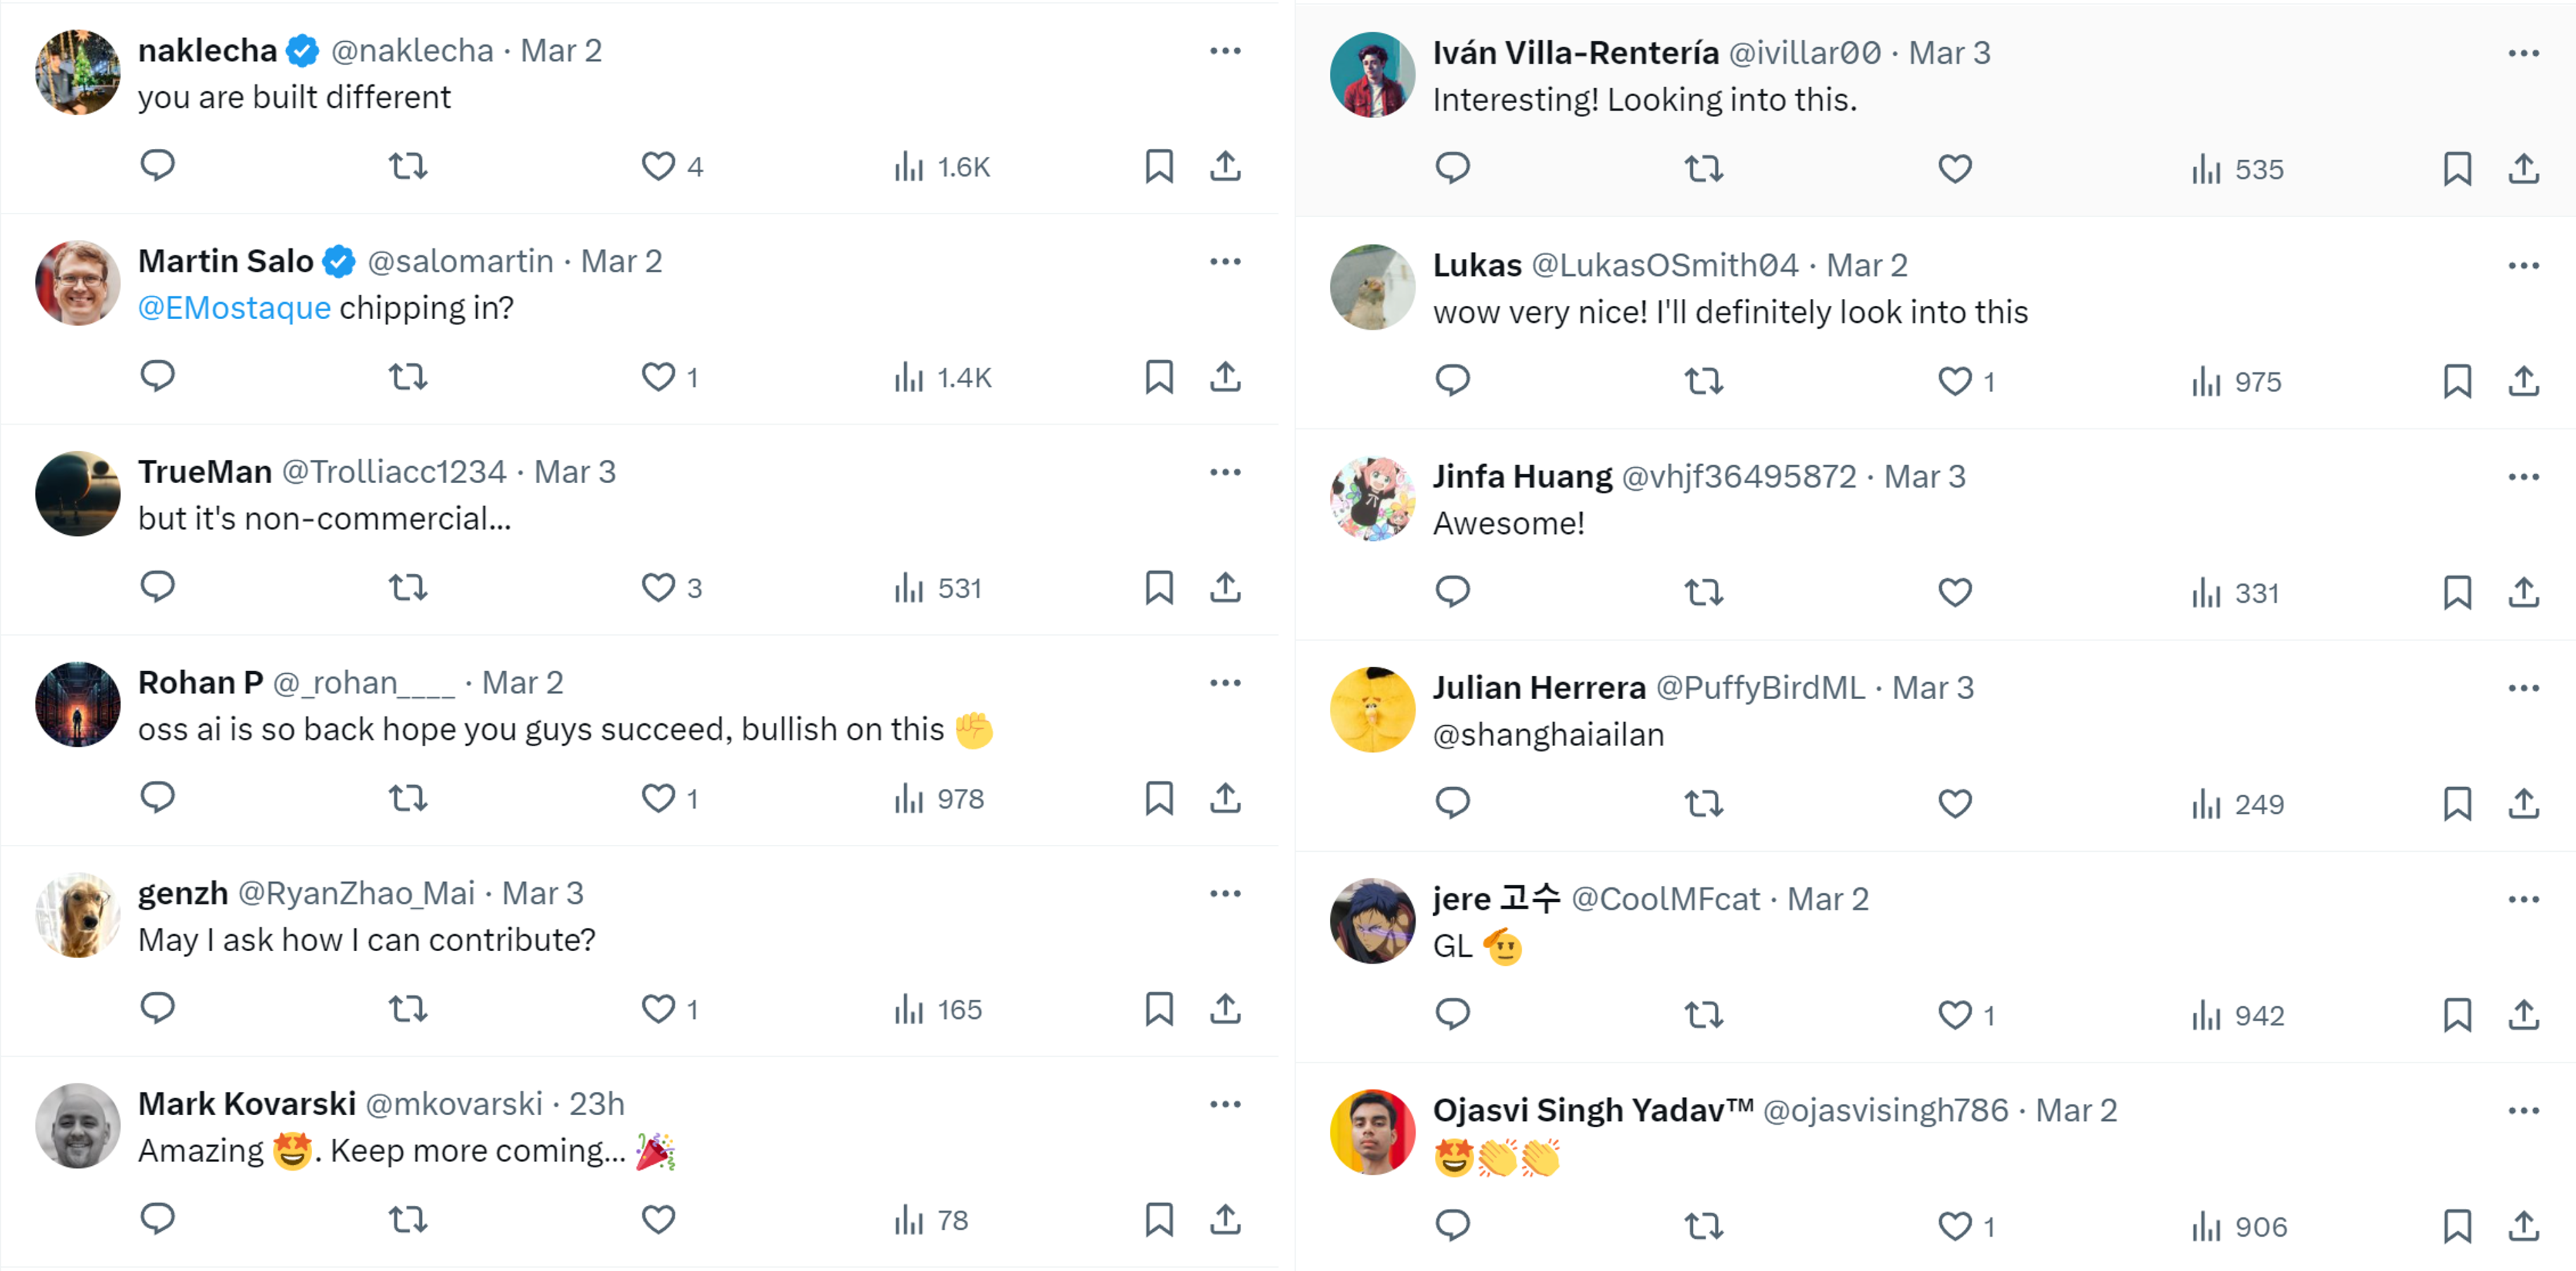 naklecha @naklecha · Mar 2
you are built different
4 1.6K
Martin Salo @salomartin · Mar 2
@EMostaque chipping in?
1 1.4K
TrueMan @Trolliacc1234 · Mar 3
but it's non-commercial...
3 531
Rohan P @_rohan____ · Mar 2
oss ai is so back hope you guys succeed, bullish on this ✊
1 978
genzh @RyanZhao_Mai · Mar 3
May I ask how I can contribute?
1 165
Mark Kovarski @mkovarski · 23h
Amazing 🤩. Keep more coming... 🎉
78
Iván Villa-Rentería @ivillar00 · Mar 3
Interesting! Looking into this.
535
Lukas @LukasOSmith04 · Mar 2
wow very nice! I'll definitely look into this
1 975
Jinfa Huang @vhjf36495872 · Mar 3
Awesome!
331
Julian Herrera @PuffyBirdML · Mar 3
@shanghaiailan
249
jere 고수 @CoolMFcat · Mar 2
GL 🫡
1 942
Ojasvi Singh Yadav™ @ojasvisingh786 · Mar 2
🤩👏👏
1 906